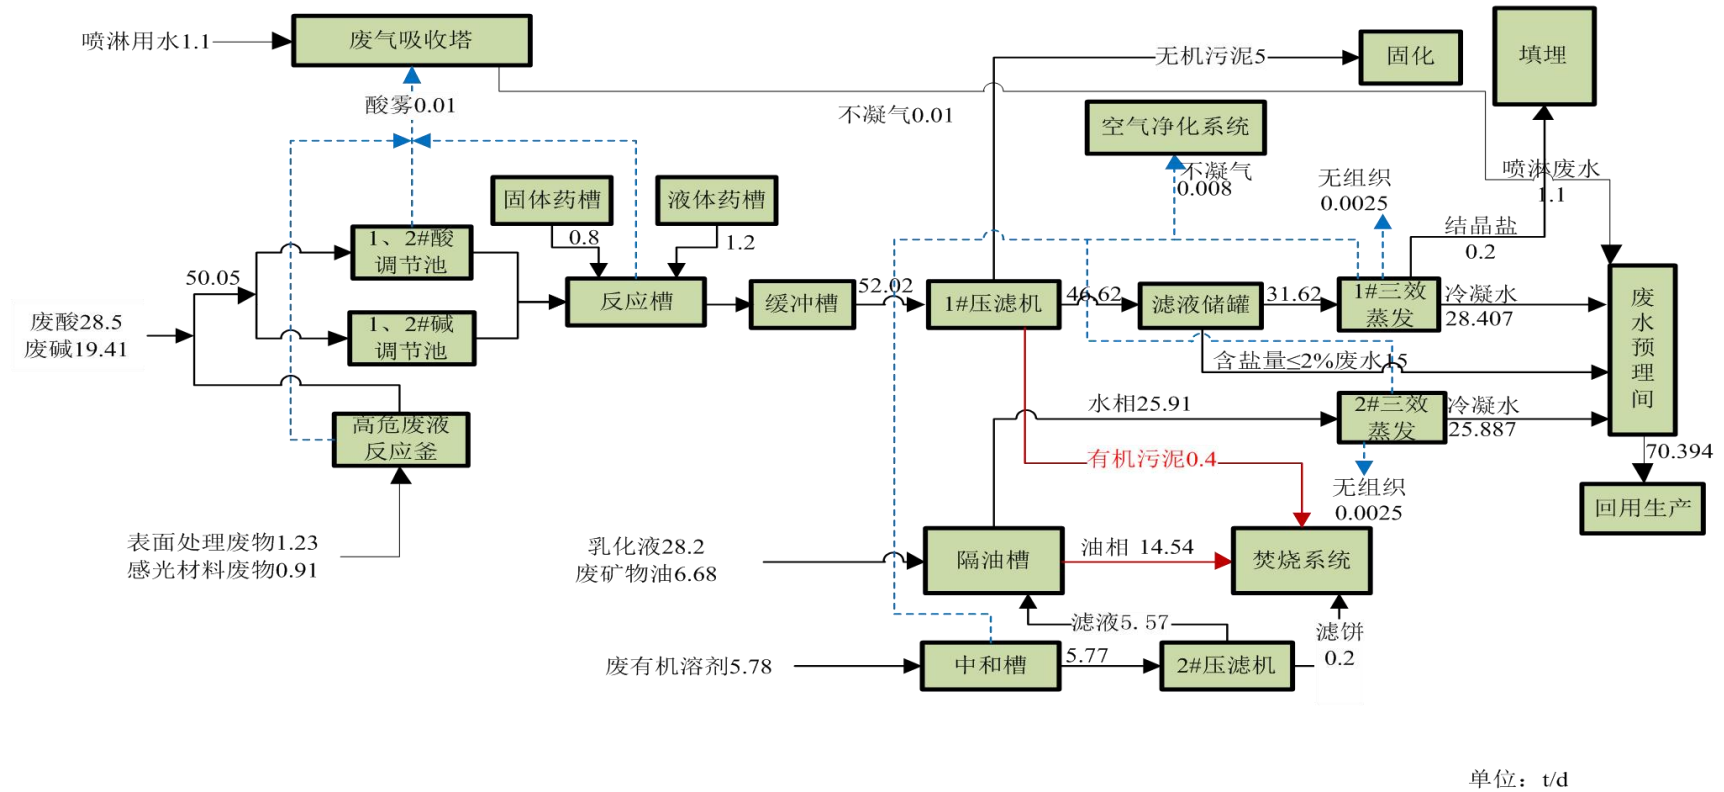 喷淋用水1.1
废气吸收塔
无机污泥5
固化
填埋
酸雾0.01
不凝气0.01
空气净化系统
不凝气
0.008
无组织
0.0025
喷淋废水
1.1
固体药槽
液体药槽
0.8
1.2
结晶盐
0.2
1、2#酸
调节池
50.05
反应槽
缓冲槽
52.02
1#压滤机
46.62
滤液储罐
31.62
1#三效
蒸发
冷凝水
28.407
废
水
预
理
间
废酸28.5
废碱19.41
1、2#碱
调节池
含盐量≤2%废水15
水相25.91
2#三效
蒸发
冷凝水
25.887
高危废液
反应釜
有机污泥0.4
70.394
无组织
0.0025
回用生产
表面处理废物1.23
感光材料废物0.91
乳化液28.2
废矿物油6.68
隔油槽
油相 14.54
焚烧系统
滤液5.57
滤饼
0.2
废有机溶剂5.78
中和槽
5.77
2#压滤机
单位：t/d